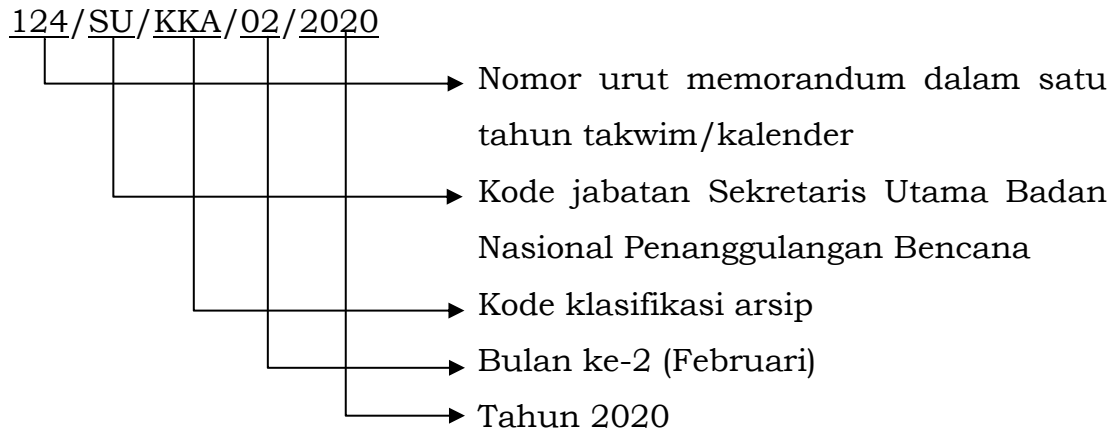 124/SU/KKA/02/2020
Nomor urut memorandum dalam satu
tahun takwim/kalender
Kode jabatan Sekretaris Utama Badan
Nasional Penanggulangan Bencana
Kode klasifikasi arsip
Bulan ke-2 (Februari)
Tahun 2020